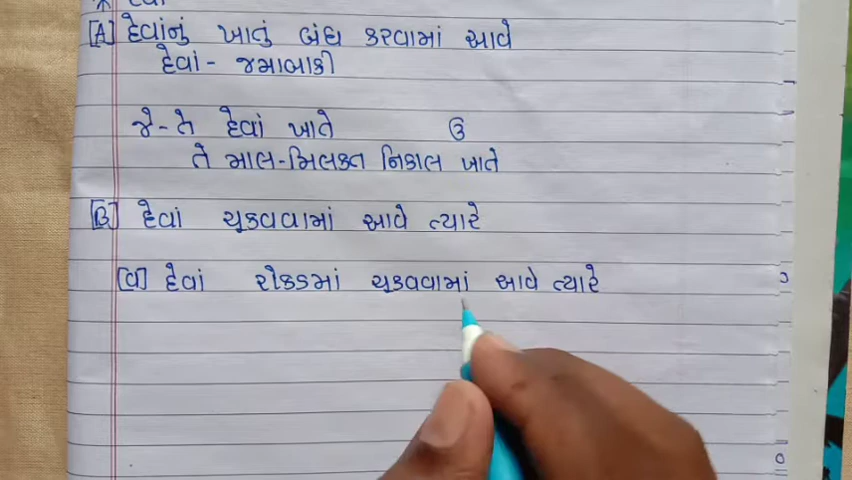 દેવાં
[A] દેવાંનું ખાતું બંધ કરવામાં આવે
દેવાં - જમાબાકી
જે-તે દેવાં ખાતે ઉ
તે માલ-મિલકત નિકાલ ખાતે
[B] દેવાં ચૂકવવામાં આવે ત્યારે
દેવાં રોકડમાં ચૂકવવામાં આવે ત્યારે